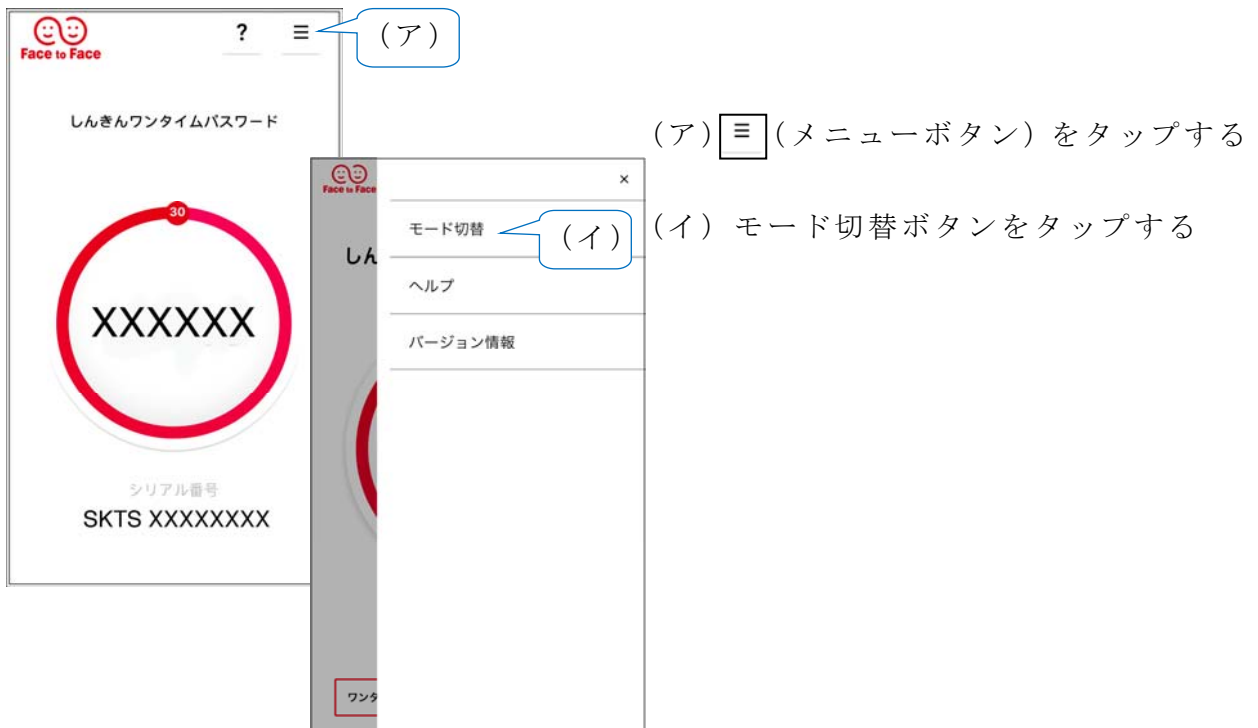 Face to Face
? ≡
(ア)
しんきんワンタイムパスワード
30
XXXXXX
シリアル番号
SKTS XXXXXXXX
Face to Face
×
しん
モード切替
(イ)
ヘルプ
バージョン情報
ワンタ
(ア)≡(メニューボタン)をタップする
(イ)モード切替ボタンをタップする